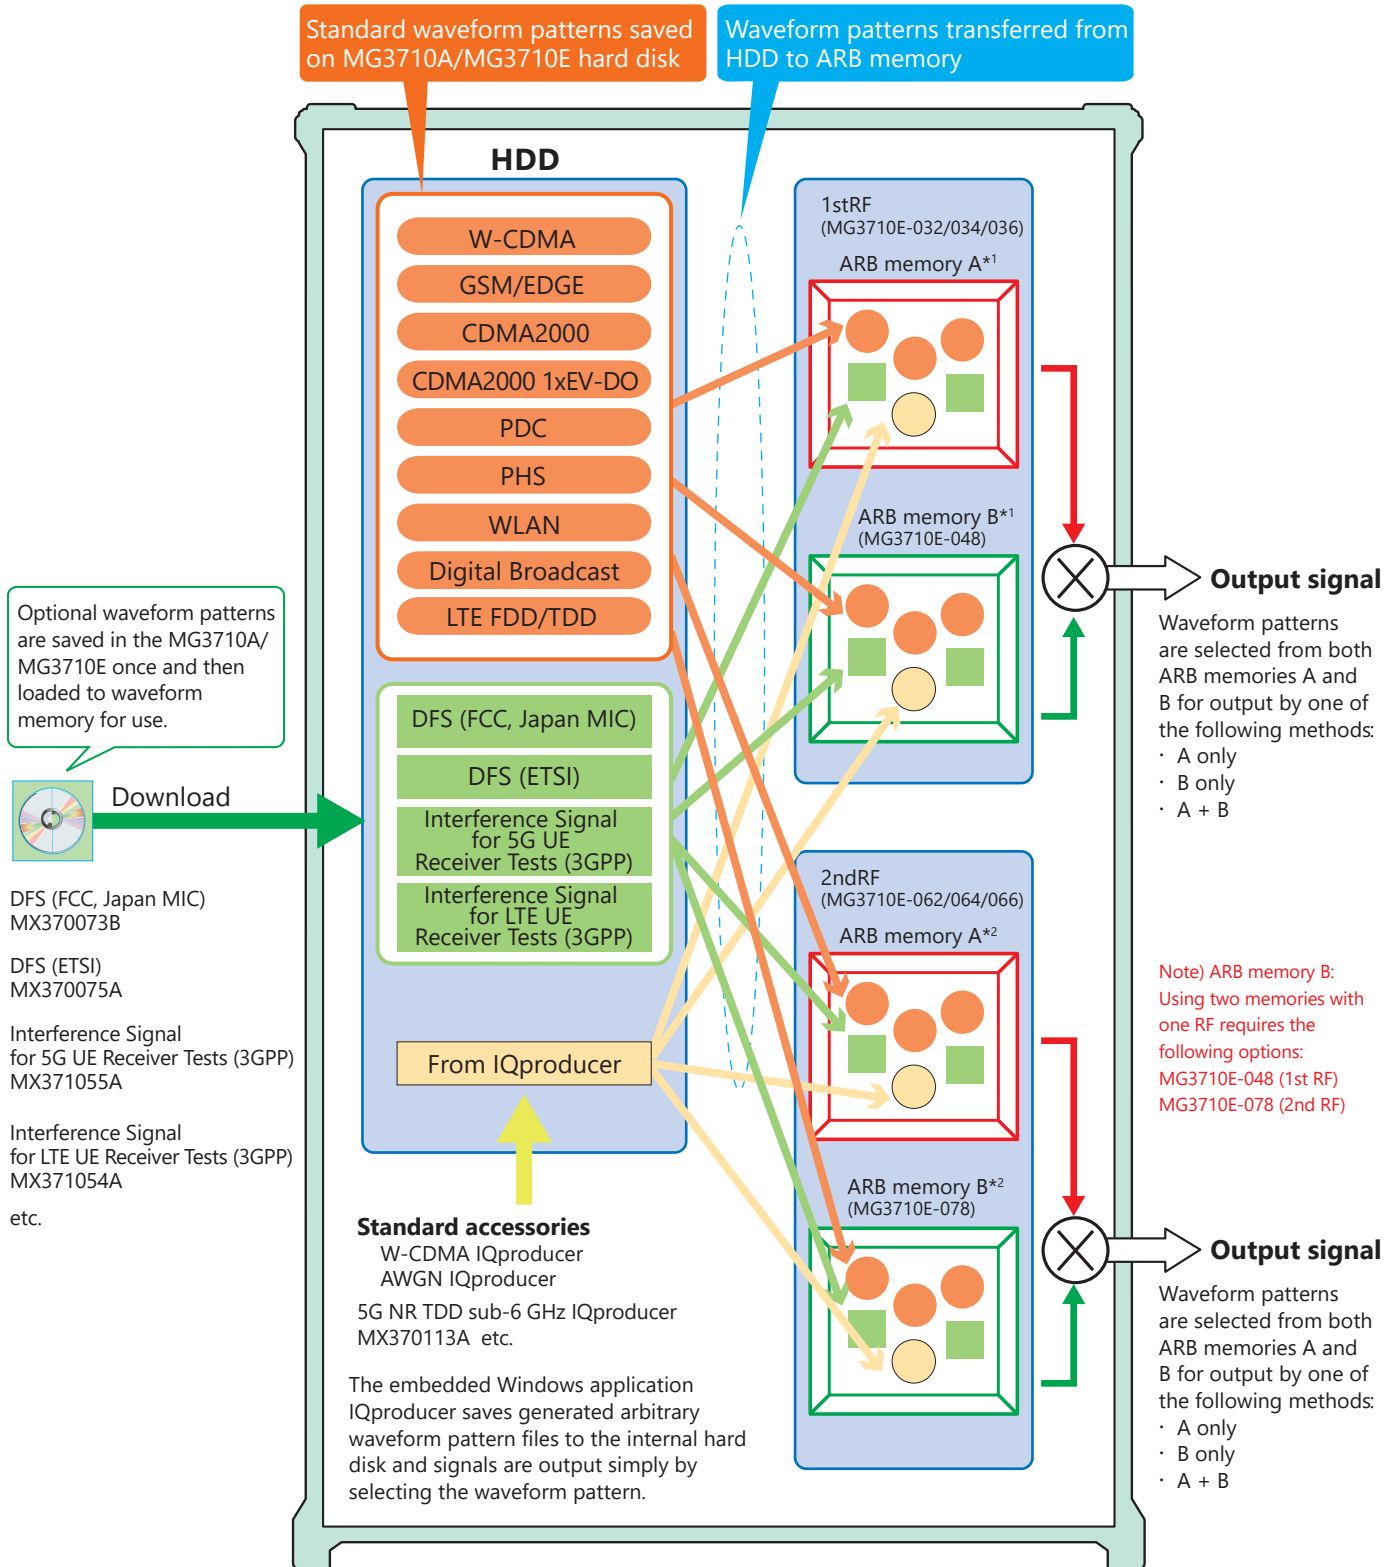 Standard waveform patterns saved
on MG3710A/MG3710E hard disk
Waveform patterns transferred from
HDD to ARB memory
HDD
W-CDMA
GSM/EDGE
CDMA2000
CDMA2000 1xEV-DO
PDC
PHS
WLAN
Digital Broadcast
LTE FDD/TDD
DFS (FCC, Japan MIC)
DFS (ETSI)
Interference Signal
for 5G UE
Receiver Tests (3GPP)
Interference Signal
for LTE UE
Receiver Tests (3GPP)
From IQproducer
Optional waveform patterns
are saved in the MG3710A/
MG3710E once and then
loaded to waveform
memory for use.
Download
DFS (FCC, Japan MIC)
MX370073B
DFS (ETSI)
MX370075A
Interference Signal
for 5G UE Receiver Tests (3GPP)
MX371055A
Interference Signal
for LTE UE Receiver Tests (3GPP)
MX371054A
etc.
Standard accessories
W-CDMA IQproducer
AWGN IQproducer
5G NR TDD sub-6 GHz IQproducer
MX370113A etc.
The embedded Windows application
IQproducer saves generated arbitrary
waveform pattern files to the internal hard
disk and signals are output simply by
selecting the waveform pattern.
1stRF
(MG3710E-032/034/036)
ARB memory A*1
ARB memory B*1
(MG3710E-048)
Output signal
Waveform patterns
are selected from both
ARB memories A and
B for output by one of
the following methods:
· A only
· B only
· A + B
2ndRF
(MG3710E-062/064/066)
ARB memory A*2
ARB memory B*2
(MG3710E-078)
Note) ARB memory B:
Using two memories with
one RF requires the
following options:
MG3710E-048 (1st RF)
MG3710E-078 (2nd RF)
Output signal
Waveform patterns
are selected from both
ARB memories A and
B for output by one of
the following methods:
· A only
· B only
· A + B